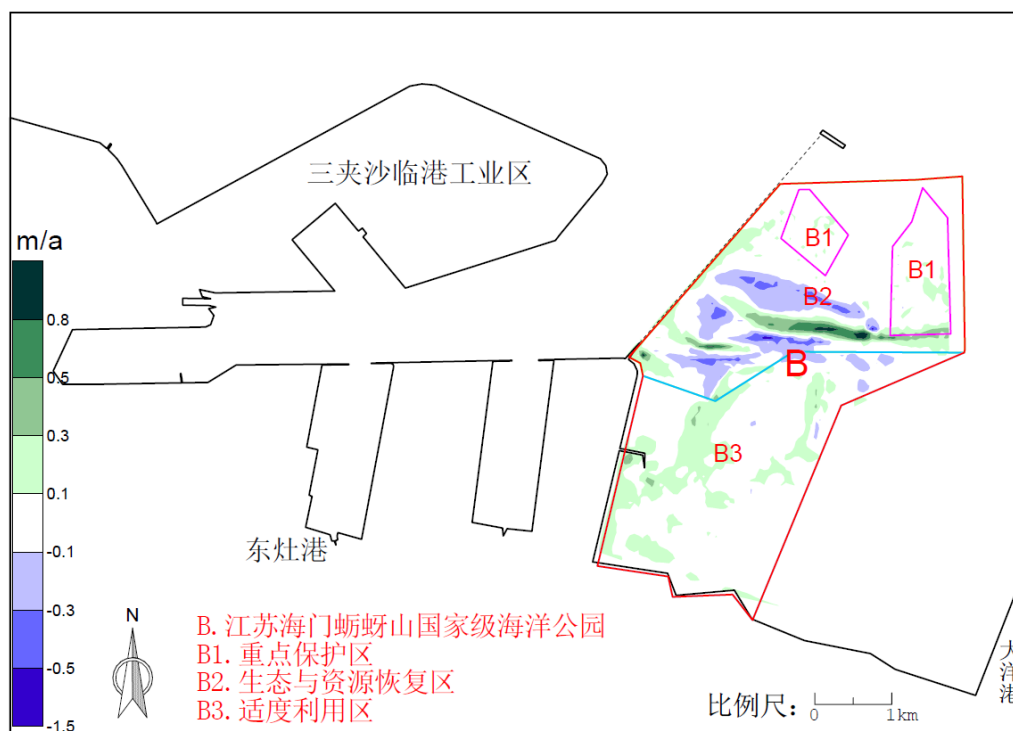 三夹沙临港工业区
m/a
B1
B1
B2
0.8
0.5
0.3
0.1
-0.1
-0.3
-0.5
-1.5
B
B3
东灶港
N
B.江苏海门蛎蚜山国家级海洋公园
B1.重点保护区
B2.生态与资源恢复区
B3.适度利用区
比例尺：
0 1km
大洋港